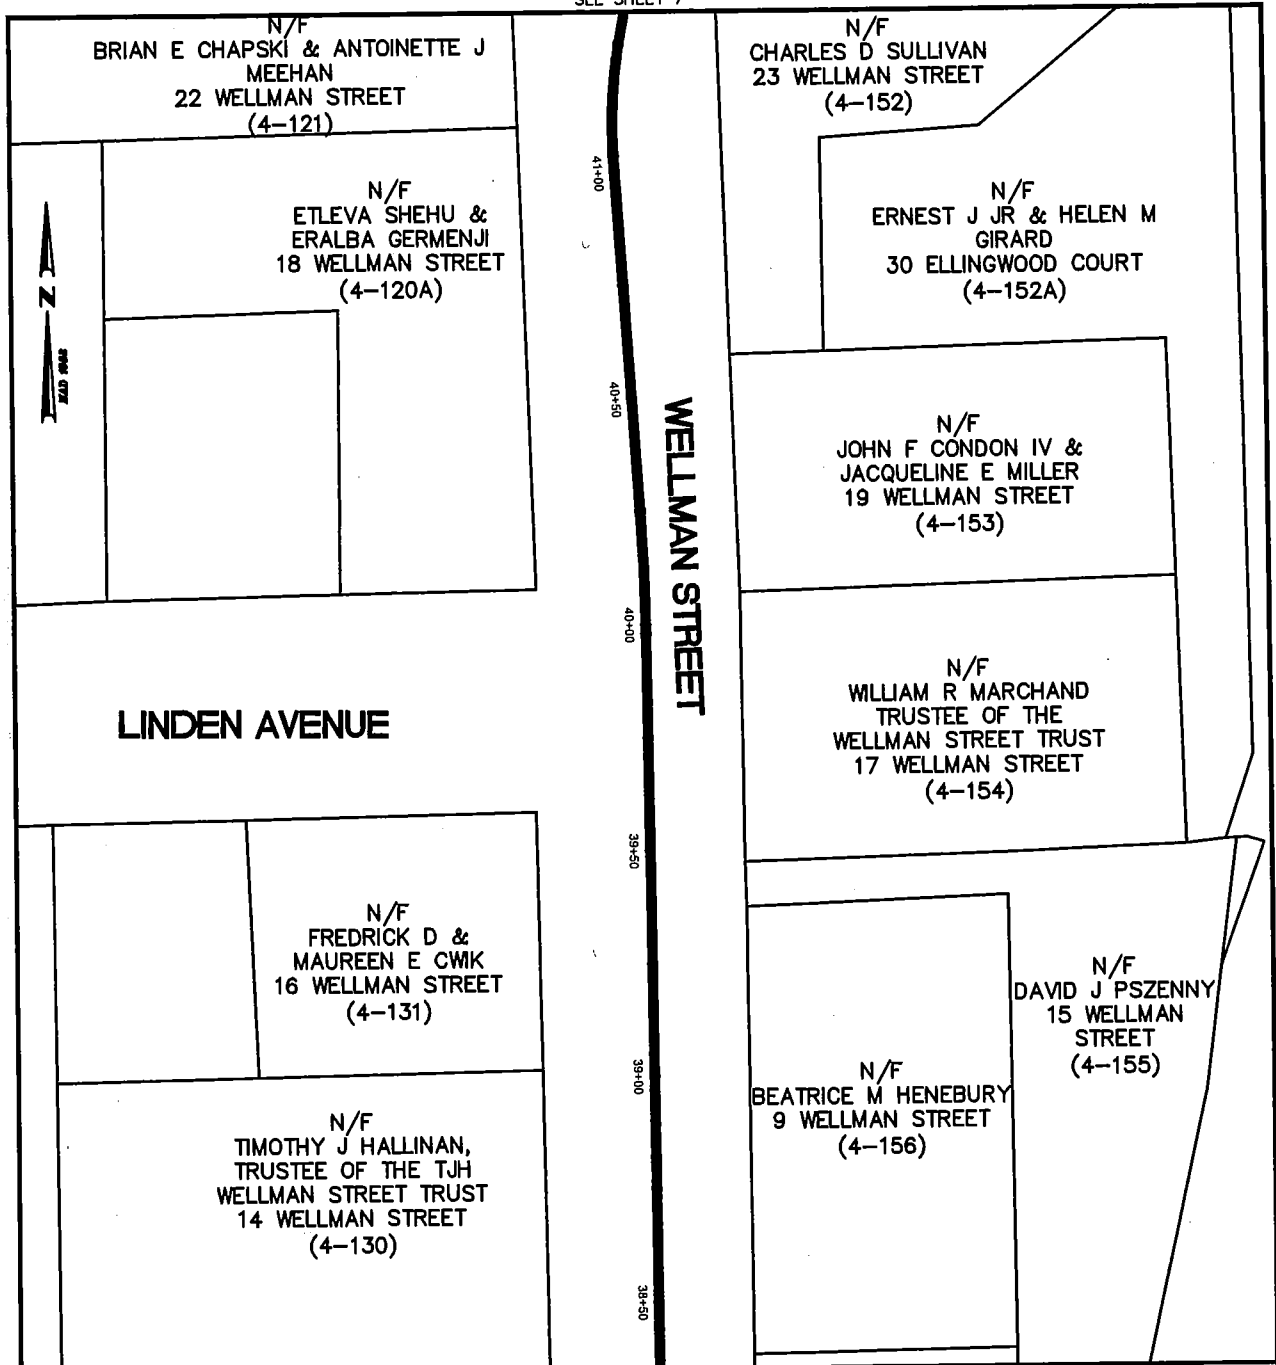 SEE SHEET 7
N/F
BRIAN E CHAPSKI & ANTOINETTE J
MEEHAN
22 WELLMAN STREET
(4-121)
N/F
CHARLES D SULLIVAN
23 WELLMAN STREET
(4-152)
N/F
ETLEVA SHEHU &
ERALBA GERMENJI
18 WELLMAN STREET
(4-120A)
N/F
ERNEST J JR & HELEN M
GIRARD
30 ELLINGWOOD COURT
(4-152A)
N
41+00
40+50
WELLMAN STREET
N/F
JOHN F CONDON IV &
JACQUELINE E MILLER
19 WELLMAN STREET
(4-153)
40+00
LINDEN AVENUE
N/F
WILLIAM R MARCHAND
TRUSTEE OF THE
WELLMAN STREET TRUST
17 WELLMAN STREET
(4-154)
39+50
N/F
FREDRICK D &
MAUREEN E CWIK
16 WELLMAN STREET
(4-131)
N/F
DAVID J PSZENNY
15 WELLMAN
STREET
(4-155)
39+00
N/F
BEATRICE M HENEBURY
9 WELLMAN STREET
(4-156)
N/F
TIMOTHY J HALLINAN,
TRUSTEE OF THE TJH
WELLMAN STREET TRUST
14 WELLMAN STREET
(4-130)
38+50